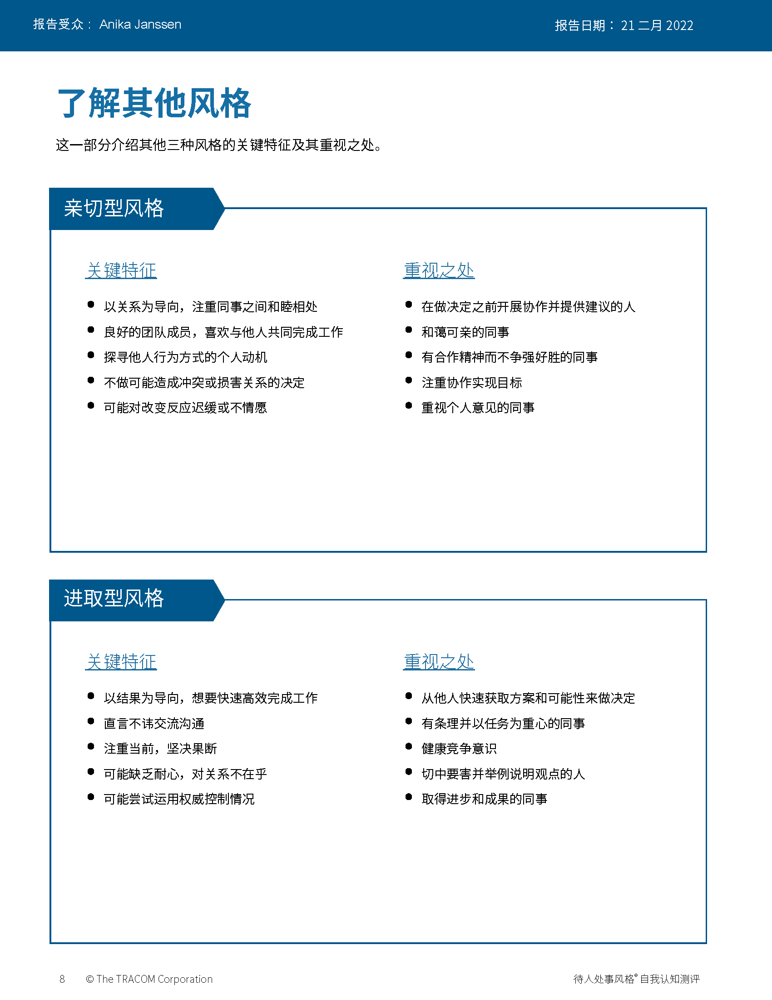 报告受众： Anika Janssen
报告日期： 21 二月 2022
了解其他风格
这一部分介绍其他三种风格的关键特征及其重视之处。
亲切型风格
关键特征
● 以关系为导向，注重同事之间和睦相处
● 良好的团队成员，喜欢与他人共同完成工作
● 探寻他人行为方式的个人动机
● 不做可能造成冲突或损害关系的决定
● 可能对改变反应迟缓或不情愿
重视之处
● 在做决定之前开展协作并提供建议的人
● 和蔼可亲的同事
● 有合作精神而不争强好胜的同事
● 注重协作实现目标
● 重视个人意见的同事
进取型风格
关键特征
● 以结果为导向，想要快速高效完成工作
● 直言不讳交流沟通
● 注重当前，坚决果断
● 可能缺乏耐心，对关系不在乎
● 可能尝试运用权威控制情况
重视之处
● 从他人快速获取方案和可能性来做决定
● 有条理并以任务为重心的同事
● 健康竞争意识
● 切中要害并举例说明观点的人
● 取得进步和成果的同事
8 © The TRACOM Corporation
待人处事风格® 自我认知测评